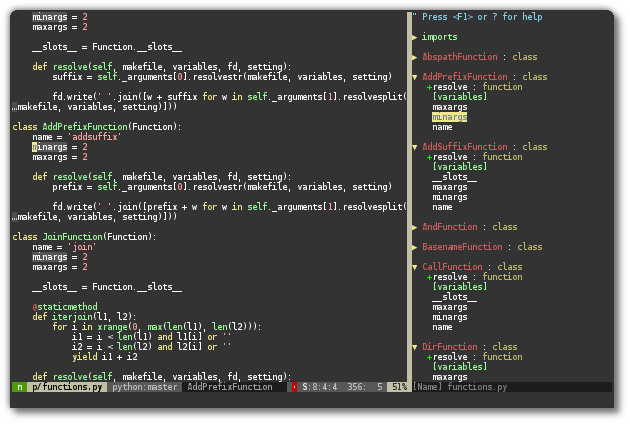 minargs = 2
    maxargs = 2

    __slots__ = Function.__slots__

    def resolve(self, makefile, variables, fd, setting):
        suffix = self._arguments[0].resolvestr(makefile, variables, setting)

        fd.write(' '.join([w + suffix for w in self._arguments[1].resolvesplit(
…makefile, variables, setting)]))

class AddPrefixFunction(Function):
    name = 'addsuffix'
    minargs = 2
    maxargs = 2

    def resolve(self, makefile, variables, fd, setting):
        prefix = self._arguments[0].resolvestr(makefile, variables, setting)

        fd.write(' '.join([prefix + w for w in self._arguments[1].resolvesplit(
…makefile, variables, setting)]))

class JoinFunction(Function):
    name = 'join'
    minargs = 2
    maxargs = 2

    __slots__ = Function.__slots__

    @staticmethod
    def iterjoin(l1, l2):
        for i in xrange(0, max(len(l1), len(l2))):
            i1 = i < len(l1) and l1[i] or ''
            i2 = i < len(l2) and l2[i] or ''
            yield i1 + i2

    def resolve(self, makefile, variables, fd, setting):
n p/functions.py python:master AddPrefixFunction S:8:4:4 356: 5 51%
" Press <F1> or ? for help

▶ imports

▶ AbspathFunction : class

▼ AddPrefixFunction : class
   +resolve : function
    [variables]
    maxargs
    minargs
    name

▼ AddSuffixFunction : class
   +resolve : function
    [variables]
    __slots__
    maxargs
    minargs
    name

▶ AndFunction : class

▶ BasenameFunction : class

▼ CallFunction : class
   +resolve : function
    [variables]
    __slots__
    maxargs
    minargs
    name

▼ DirFunction : class
   +resolve : function
    [variables]
    maxargs
[Name] functions.py